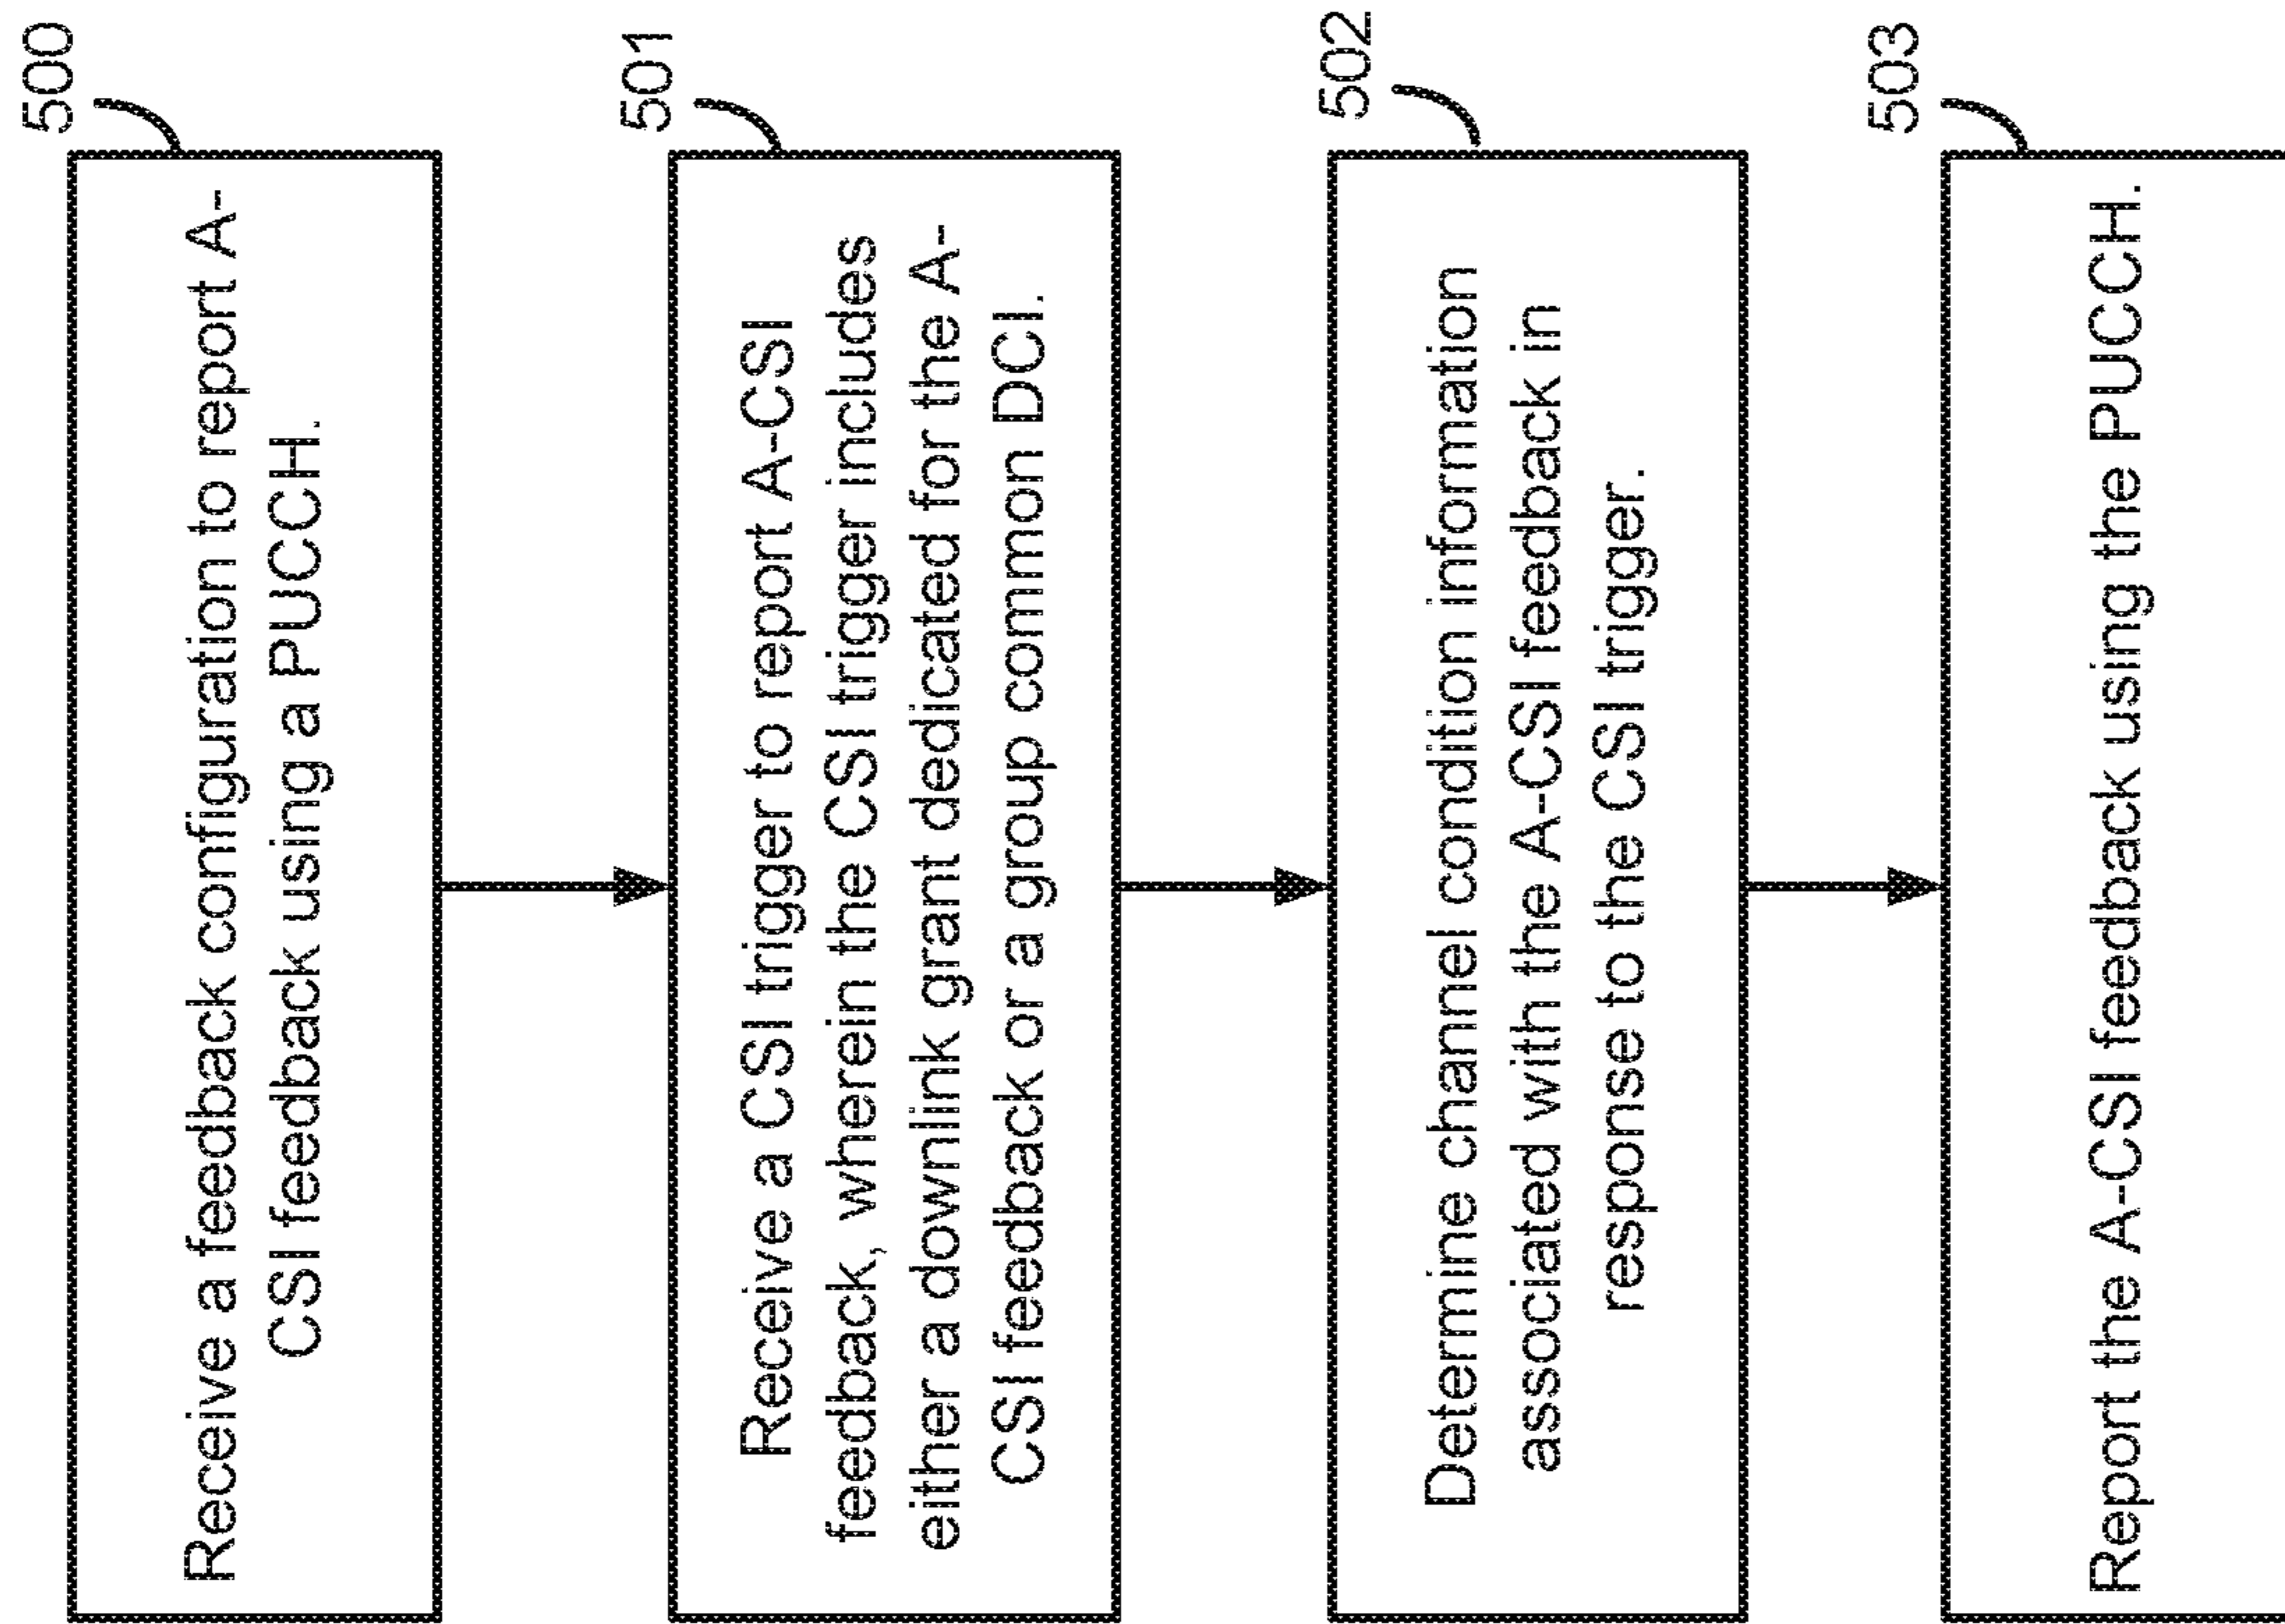 500
Receive a feedback configuration to report A-
CSI feedback using a PUCCH.
501
Receive a CSI trigger to report A-CSI
feedback, wherein the CSI trigger includes
either a downlink grant dedicated for the A-
CSI feedback or a group common DCI.
502
Determine channel condition information
associated with the A-CSI feedback in
response to the CSI trigger.
503
Report the A-CSI feedback using the PUCCH.